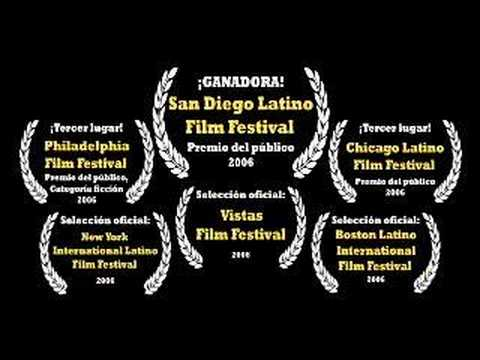 ¡GANADORA!
San Diego Latino
Film Festival
Premio del público
2006
¡Tercer lugar!
Philadelphia
Film Festival
Premio del público,
Categoría ficción
2006
¡Tercer lugar!
Chicago Latino
Film Festival
Premio del público
2006
Selección oficial:
New York
International Latino
Film Festival
2006
Selección oficial:
Vistas
Film Festival
2006
Selección oficial:
Boston Latino
International
Film Festival
2006